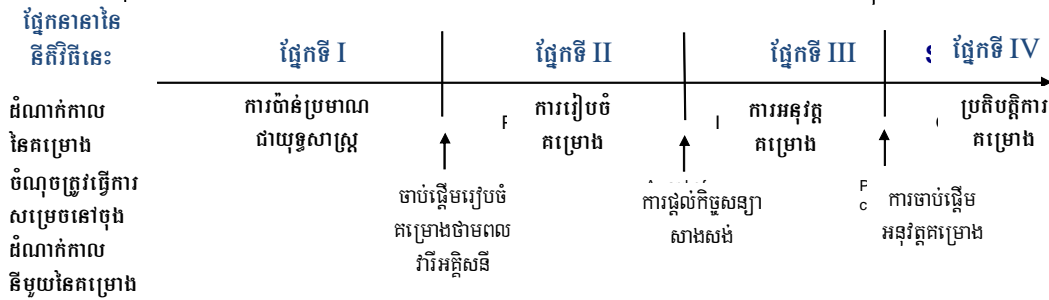 ផ្នែកនានានៃ
នីតិវិធីនេះ
ផ្នែកទី I
ផ្នែកទី II
ផ្នែកទី III
ផ្នែកទី IV
ដំណាក់កាល
នៃគម្រោង
ការប៉ាន់ប្រមាណ
ជាយុទ្ធសាស្ត្រ
ការរៀបចំ
គម្រោង
ការអនុវត្ត
គម្រោង
ប្រតិបត្តិការ
គម្រោង
ចំណុចត្រូវធ្វើការ
សម្រេចនៅចុង
ដំណាក់កាល
នីមួយនៃគម្រោង
ចាប់ផ្តើមរៀបចំ
គម្រោងថាមពល
វារីអគ្គិសនី
ការផ្តល់កិច្ចសន្យា
សាងសង់
P
c
ការចាប់ផ្តើម
អនុវត្តគម្រោង